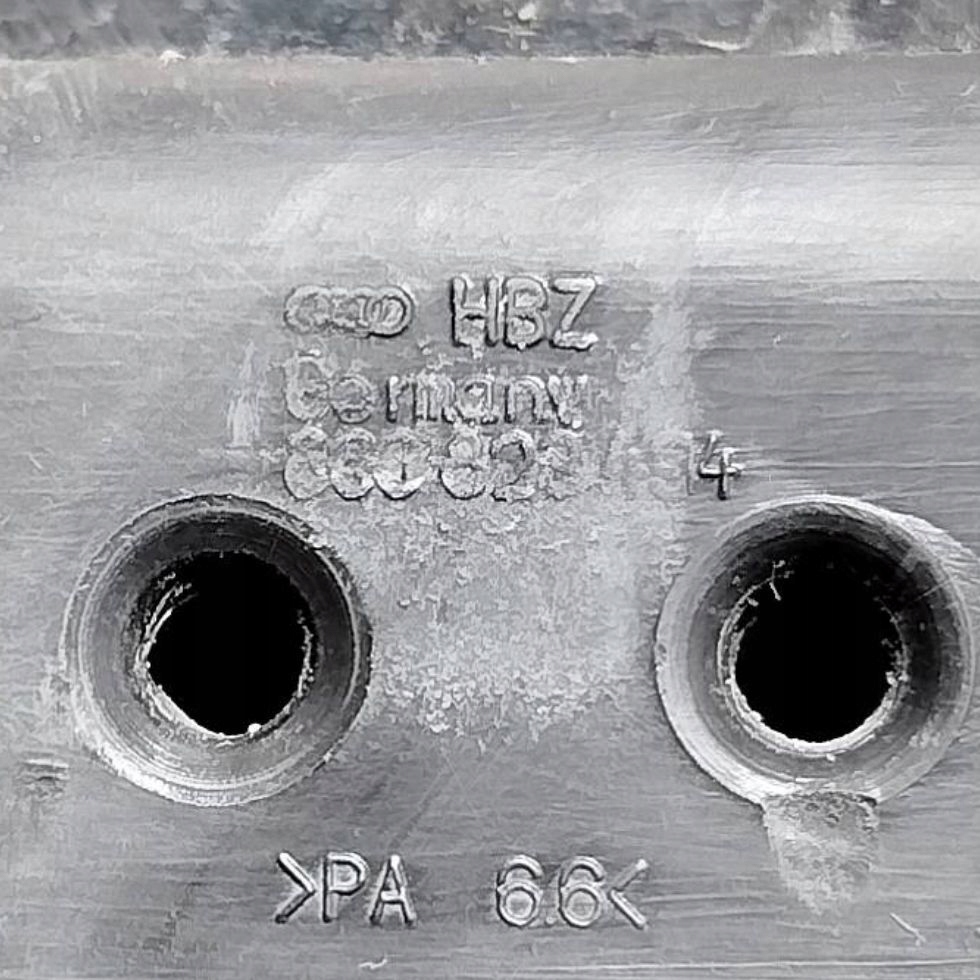 HBZ
Germany
>PA 6.6<